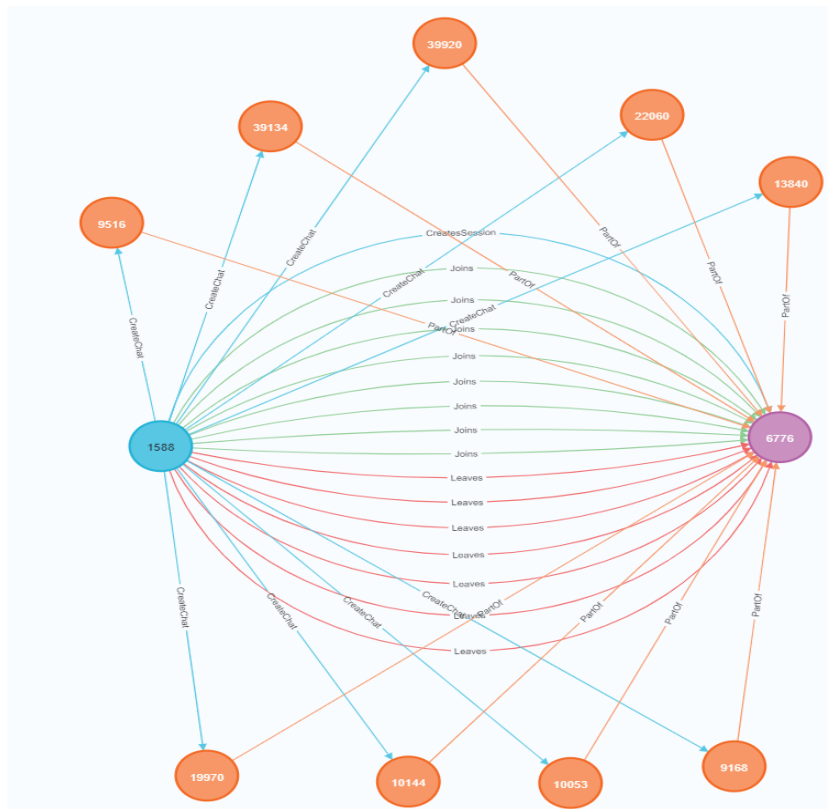 39920
22060
39134
13840
9516
CreatesSession
CreateChat
PartOf
Joins
CreateChat
PartOf
CreateChat
PartOf
Joins
PartOf
CreateChat
CreateChat
PartOf
Joins
Joins
Joins
Joins
Joins
Joins
1588
6776
Leaves
Leaves
Leaves
Leaves
Leaves
Leaves
Leaves
CreateChat
CreateChat
CreateChat
CreateChat
PartOf
PartOf
PartOf
PartOf
19970
10144
10053
9168